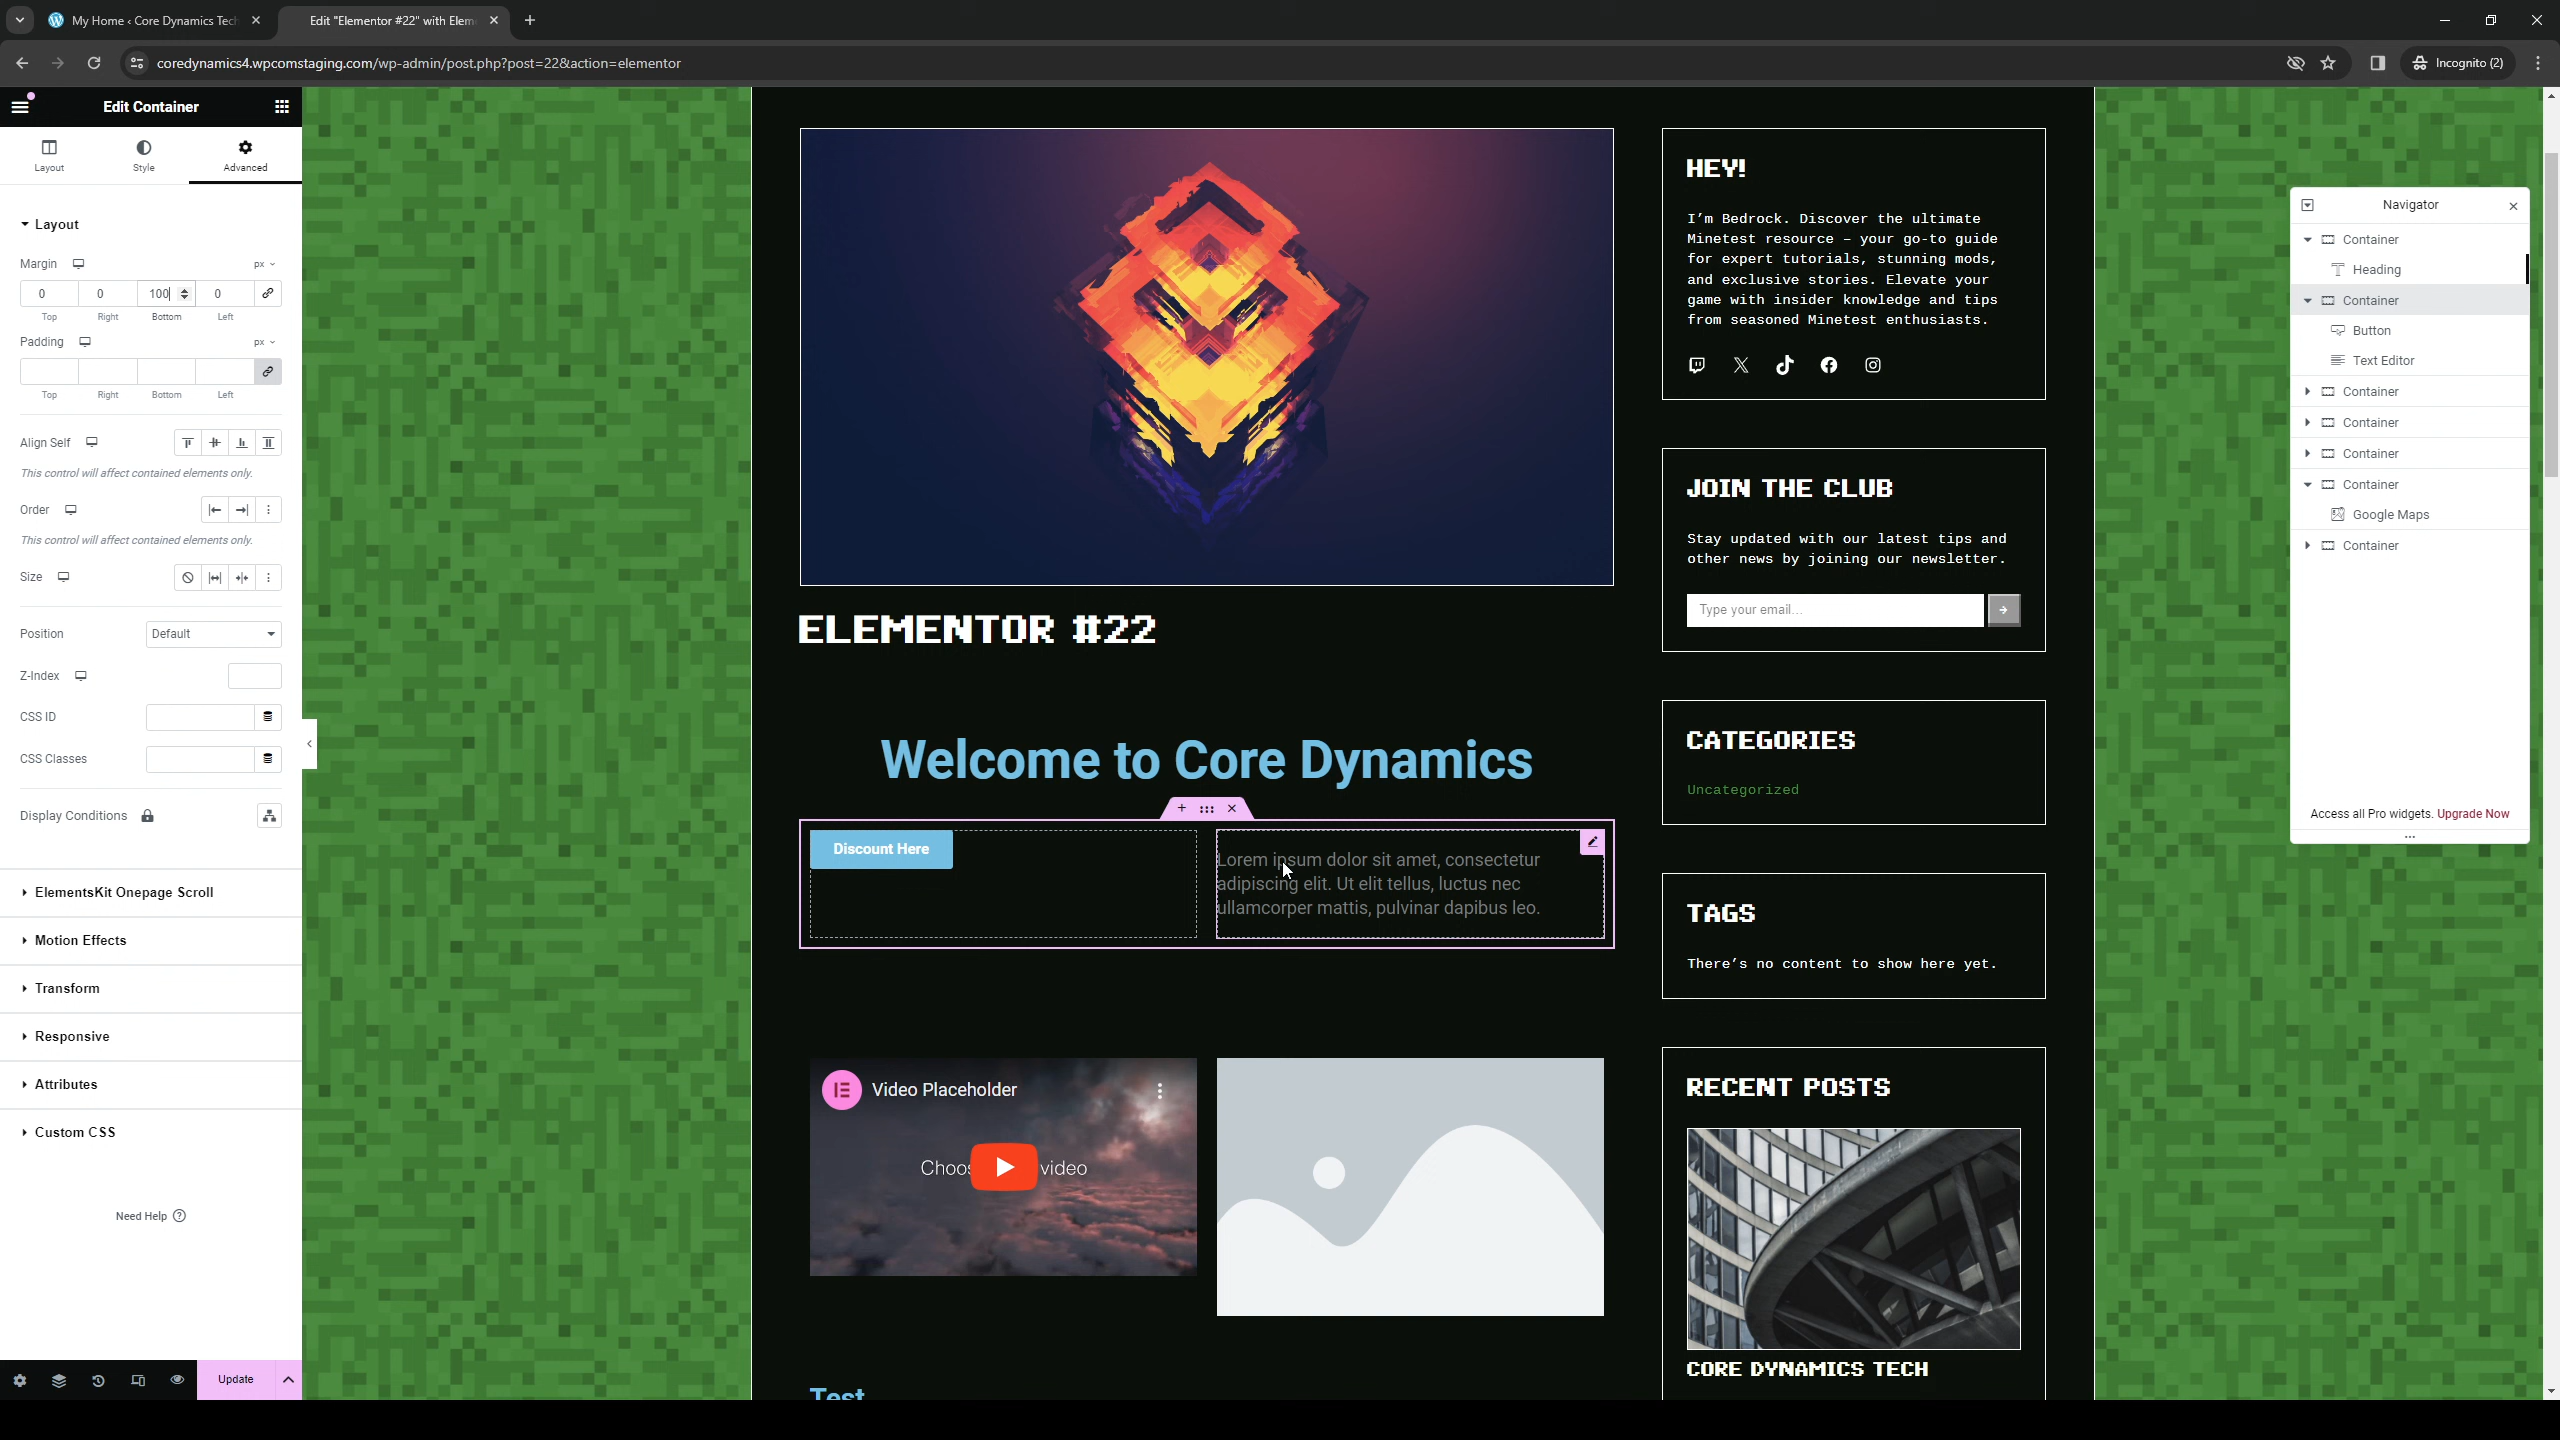 My Home ‹ Core Dynamics Tech
Edit "Elementor #22" with Elem
coredynamics4.wpcomstaging.com/wp-admin/post.php?post=22&action=elementor
Incognito (2)
Edit Container
Layout
Style
Advanced
Layout
Margin
px
0
0
100
0
Top
Right
Bottom
Left
Padding
px
Top
Right
Bottom
Left
Align Self
This control will affect contained elements only.
Order
This control will affect contained elements only.
Size
Position
Default
Z-Index
CSS ID
CSS Classes
Display Conditions
ElementsKit Onepage Scroll
Motion Effects
Transform
Responsive
Attributes
Custom CSS
Need Help
Update
ELEMENTOR #22
Welcome to Core Dynamics
Discount Here
Lorem ipsum dolor sit amet, consectetur
adipiscing elit. Ut elit tellus, luctus nec
ullamcorper mattis, pulvinar dapibus leo.
Video Placeholder
Choos
video
Test
HEY!
I’m Bedrock. Discover the ultimate
Minetest resource – your go-to guide
for expert tutorials, stunning mods,
and exclusive stories. Elevate your
game with insider knowledge and tips
from seasoned Minetest enthusiasts.
JOIN THE CLUB
Stay updated with our latest tips and
other news by joining our newsletter.
Type your email...
CATEGORIES
Uncategorized
TAGS
There’s no content to show here yet.
RECENT POSTS
CORE DYNAMICS TECH
Navigator
Container
Heading
Container
Button
Text Editor
Container
Container
Container
Container
Google Maps
Container
Access all Pro widgets. Upgrade Now